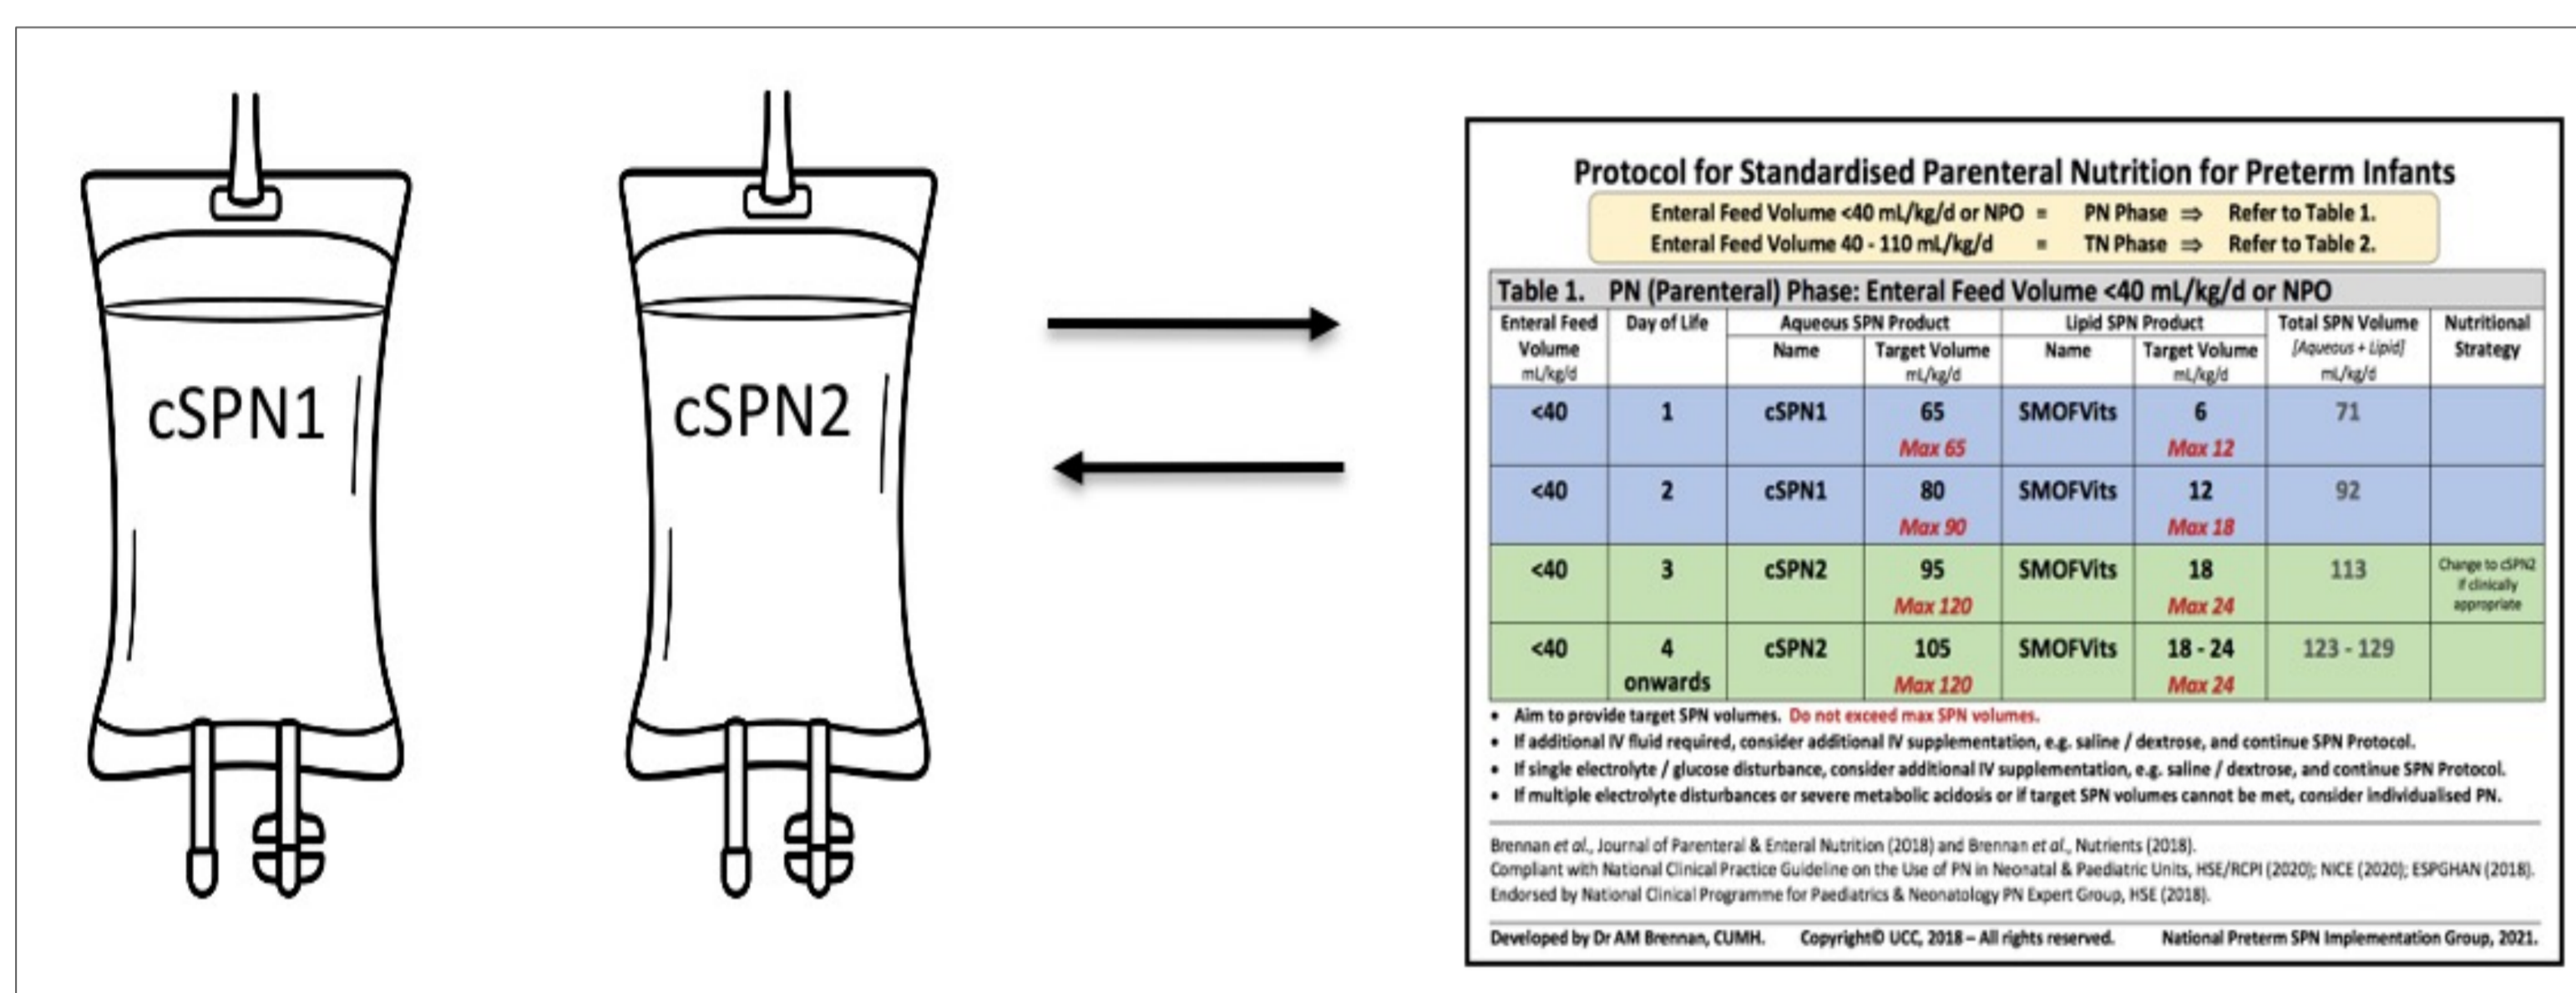 cSPN1
cSPN2
Protocol for Standardised Parenteral Nutrition for Preterm Infants
Enteral Feed Volume <40 mL/kg/d or NPO = PN Phase ⇒ Refer to Table 1.
Enteral Feed Volume 40 - 110 mL/kg/d = TN Phase ⇒ Refer to Table 2.
Table 1. PN (Parenteral) Phase: Enteral Feed Volume <40 mL/kg/d or NPO
Enteral Feed Day of Life Aqueous SPN Product Lipid SPN Product Total SPN Volume Nutritional
Volume Name Target Volume Name Target Volume [Aqueous + Lipid] Strategy
mL/kg/d mL/kg/d mL/kg/d mL/kg/d
<40 1 cSPN1 65 SMOFVits 6 71
Max 65 Max 12
<40 2 cSPN1 80 SMOFVits 12 92
Max 90 Max 18
<40 3 cSPN2 95 SMOFVits 18 113 Change to cSPN2
if clinically
Max 120 Max 24 appropriate
<40 4 cSPN2 105 SMOFVits 18 - 24 123 - 129
onwards Max 120 Max 24
• Aim to provide target SPN volumes. Do not exceed max SPN volumes.
• If additional IV fluid required, consider additional IV supplementation, e.g. saline / dextrose, and continue SPN Protocol.
• If single electrolyte / glucose disturbance, consider additional IV supplementation, e.g. saline / dextrose, and continue SPN Protocol.
• If multiple electrolyte disturbances or severe metabolic acidosis or if target SPN volumes cannot be met, consider individualised PN.
Brennan et al., Journal of Parenteral & Enteral Nutrition (2018) and Brennan et al., Nutrients (2018).
Compliant with National Clinical Practice Guideline on the Use of PN in Neonatal & Paediatric Units, HSE/RCPI (2020); NICE (2020); ESPGHAN (2018).
Endorsed by National Clinical Programme for Paediatrics & Neonatology PN Expert Group, HSE (2018).
Developed by Dr AM Brennan, CUMH. Copyright© UCC, 2018 – All rights reserved. National Preterm SPN Implementation Group, 2021.